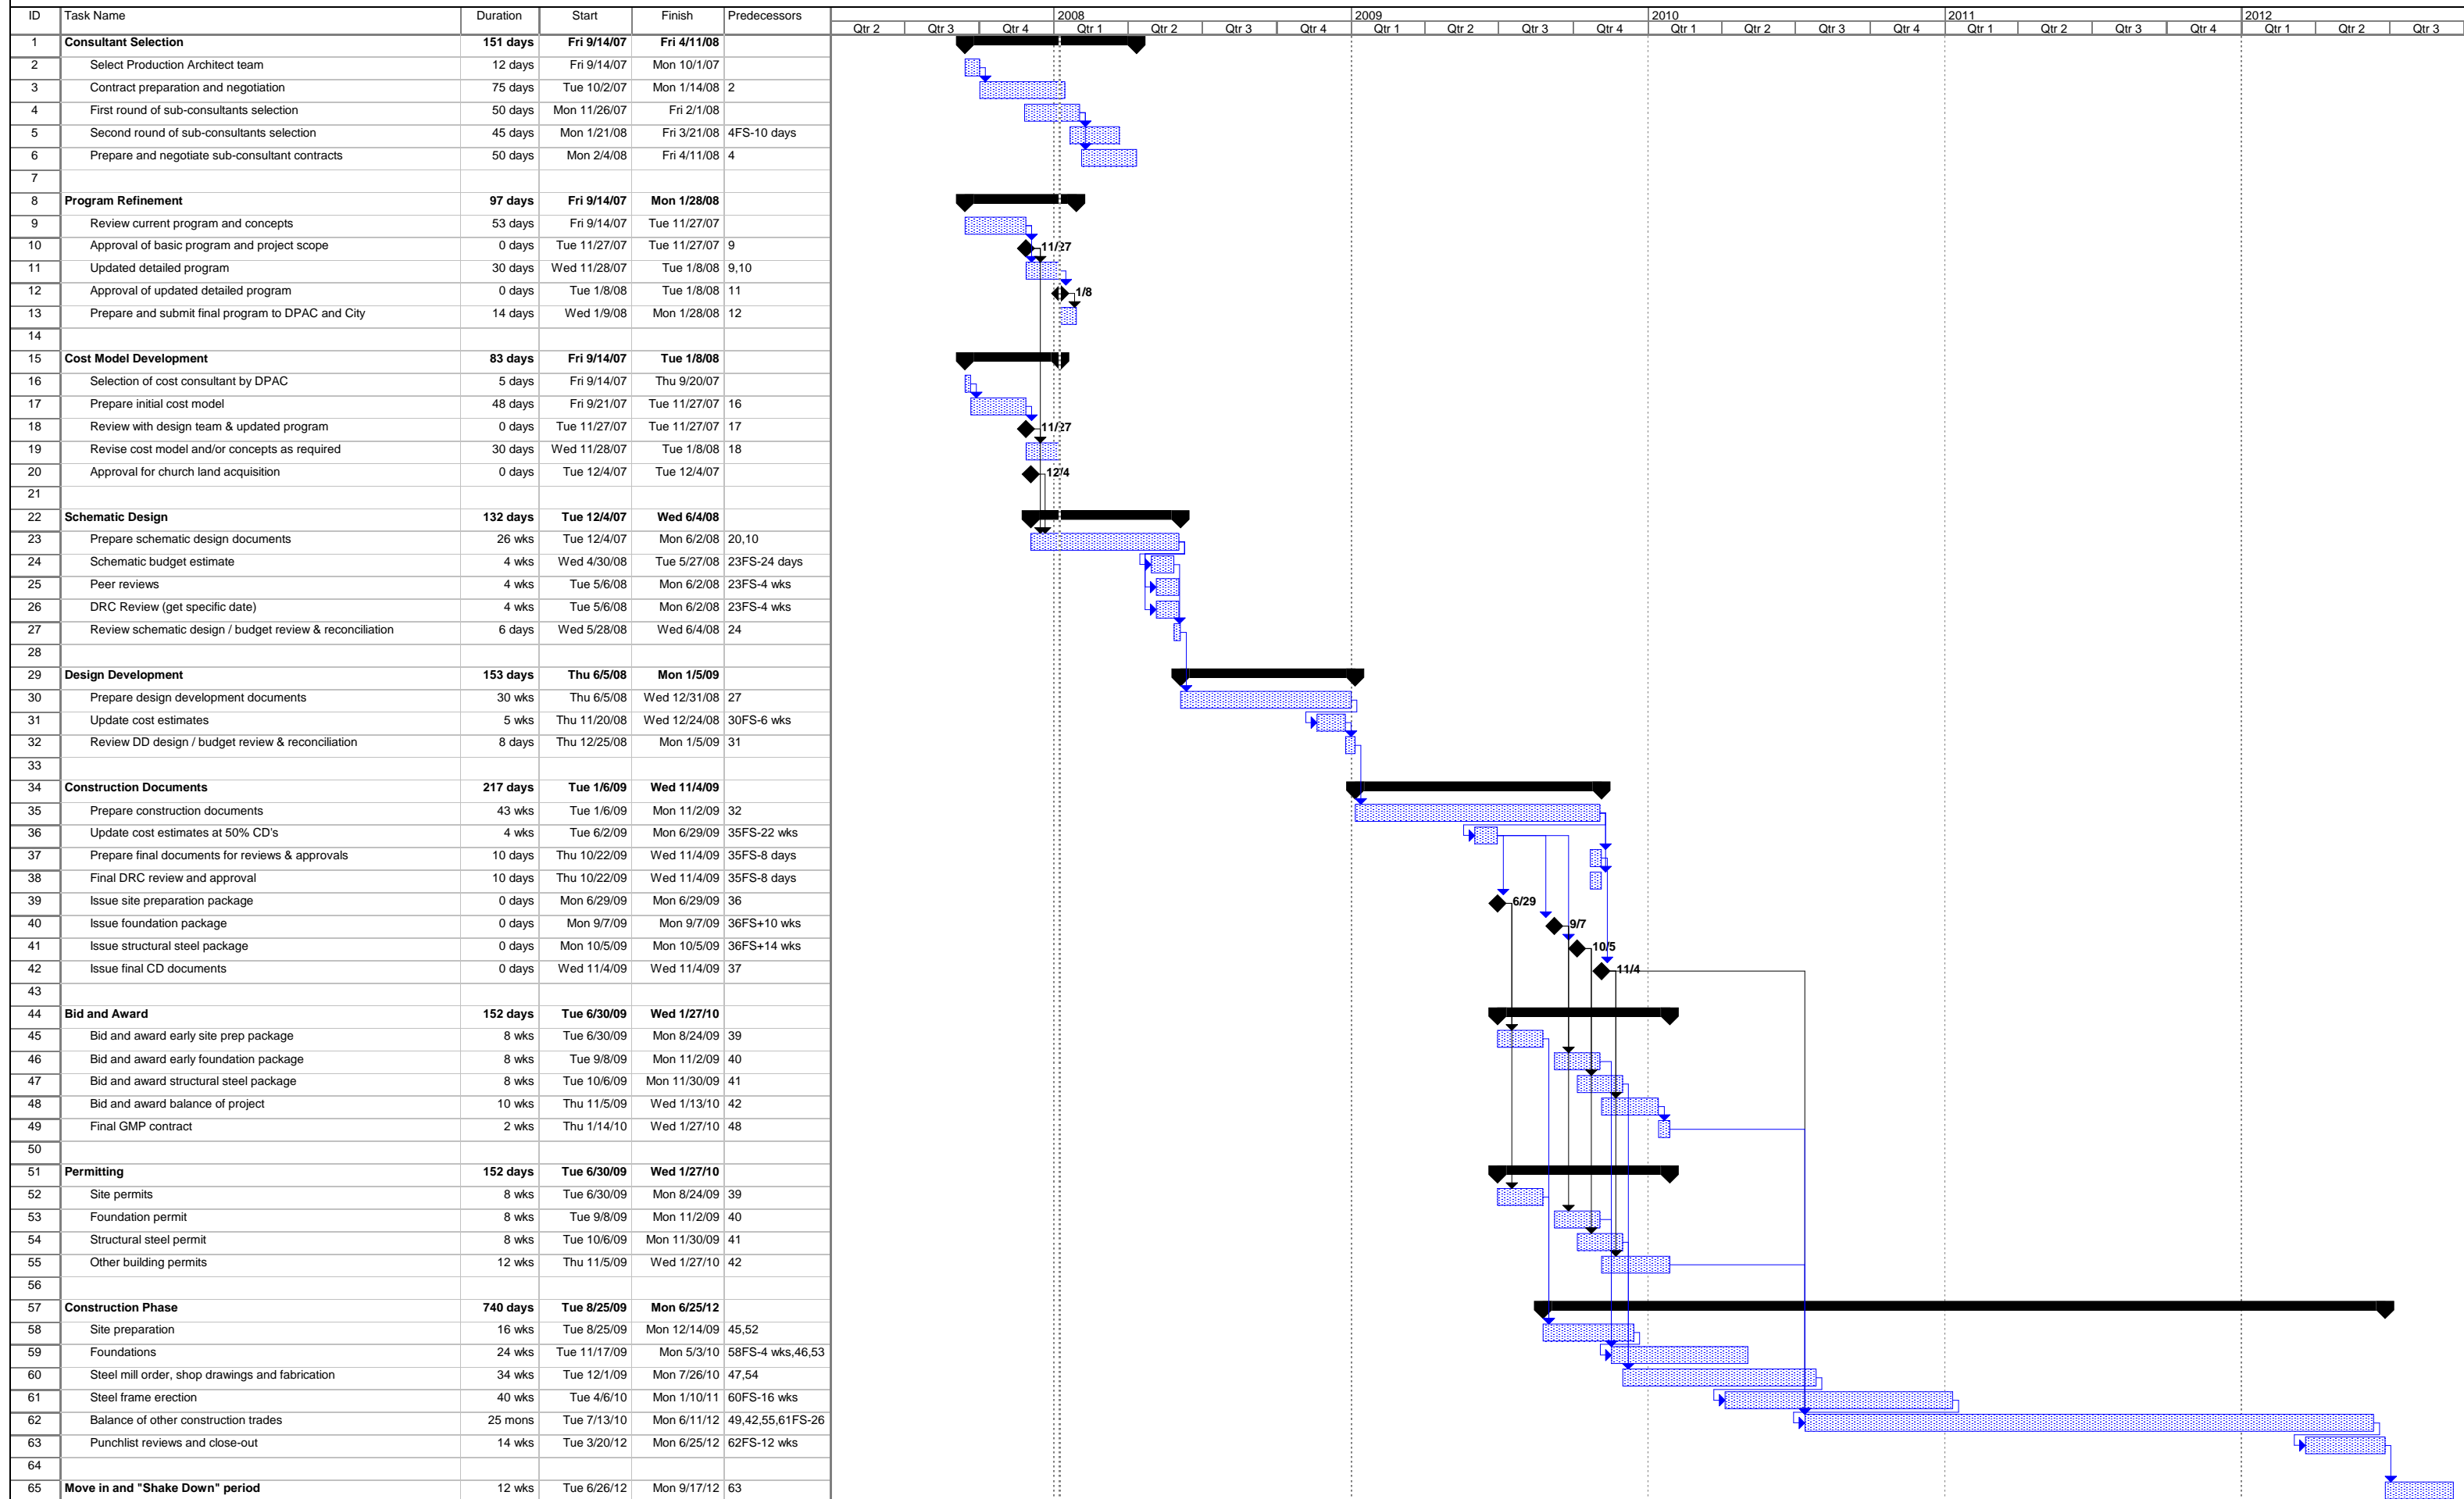 ID Task Name Duration Start Finish Predecessors 2008 2009 2010 2011 2012
Qtr 2 Qtr 3 Qtr 4 Qtr 1 Qtr 2 Qtr 3 Qtr 4 Qtr 1 Qtr 2 Qtr 3 Qtr 4 Qtr 1 Qtr 2 Qtr 3 Qtr 4 Qtr 1 Qtr 2 Qtr 3 Qtr 4 Qtr 1 Qtr 2 Qtr 3
1 Consultant Selection 151 days Fri 9/14/07 Fri 4/11/08
2 Select Production Architect team 12 days Fri 9/14/07 Mon 10/1/07
3 Contract preparation and negotiation 75 days Tue 10/2/07 Mon 1/14/08 2
4 First round of sub-consultants selection 50 days Mon 11/26/07 Fri 2/1/08
5 Second round of sub-consultants selection 45 days Mon 1/21/08 Fri 3/21/08 4FS-10 days
6 Prepare and negotiate sub-consultant contracts 50 days Mon 2/4/08 Fri 4/11/08 4
7
8 Program Refinement 97 days Fri 9/14/07 Mon 1/28/08
9 Review current program and concepts 53 days Fri 9/14/07 Tue 11/27/07
10 Approval of basic program and project scope 0 days Tue 11/27/07 Tue 11/27/07 9 11/27
11 Updated detailed program 30 days Wed 11/28/07 Tue 1/8/08 9,10
12 Approval of updated detailed program 0 days Tue 1/8/08 Tue 1/8/08 11 1/8
13 Prepare and submit final program to DPAC and City 14 days Wed 1/9/08 Mon 1/28/08 12
14
15 Cost Model Development 83 days Fri 9/14/07 Tue 1/8/08
16 Selection of cost consultant by DPAC 5 days Fri 9/14/07 Thu 9/20/07
17 Prepare initial cost model 48 days Fri 9/21/07 Tue 11/27/07 16
18 Review with design team & updated program 0 days Tue 11/27/07 Tue 11/27/07 17 11/27
19 Revise cost model and/or concepts as required 30 days Wed 11/28/07 Tue 1/8/08 18
20 Approval for church land acquisition 0 days Tue 12/4/07 Tue 12/4/07 12/4
21
22 Schematic Design 132 days Tue 12/4/07 Wed 6/4/08
23 Prepare schematic design documents 26 wks Tue 12/4/07 Mon 6/2/08 20,10
24 Schematic budget estimate 4 wks Wed 4/30/08 Tue 5/27/08 23FS-24 days
25 Peer reviews 4 wks Tue 5/6/08 Mon 6/2/08 23FS-4 wks
26 DRC Review (get specific date) 4 wks Tue 5/6/08 Mon 6/2/08 23FS-4 wks
27 Review schematic design / budget review & reconciliation 6 days Wed 5/28/08 Wed 6/4/08 24
28
29 Design Development 153 days Thu 6/5/08 Mon 1/5/09
30 Prepare design development documents 30 wks Thu 6/5/08 Wed 12/31/08 27
31 Update cost estimates 5 wks Thu 11/20/08 Wed 12/24/08 30FS-6 wks
32 Review DD design / budget review & reconciliation 8 days Thu 12/25/08 Mon 1/5/09 31
33
34 Construction Documents 217 days Tue 1/6/09 Wed 11/4/09
35 Prepare construction documents 43 wks Tue 1/6/09 Mon 11/2/09 32
36 Update cost estimates at 50% CD's 4 wks Tue 6/2/09 Mon 6/29/09 35FS-22 wks
37 Prepare final documents for reviews & approvals 10 days Thu 10/22/09 Wed 11/4/09 35FS-8 days
38 Final DRC review and approval 10 days Thu 10/22/09 Wed 11/4/09 35FS-8 days
39 Issue site preparation package 0 days Mon 6/29/09 Mon 6/29/09 36 6/29
40 Issue foundation package 0 days Mon 9/7/09 Mon 9/7/09 36FS+10 wks 9/7
41 Issue structural steel package 0 days Mon 10/5/09 Mon 10/5/09 36FS+14 wks 10/5
42 Issue final CD documents 0 days Wed 11/4/09 Wed 11/4/09 37 11/4
43
44 Bid and Award 152 days Tue 6/30/09 Wed 1/27/10
45 Bid and award early site prep package 8 wks Tue 6/30/09 Mon 8/24/09 39
46 Bid and award early foundation package 8 wks Tue 9/8/09 Mon 11/2/09 40
47 Bid and award structural steel package 8 wks Tue 10/6/09 Mon 11/30/09 41
48 Bid and award balance of project 10 wks Thu 11/5/09 Wed 1/13/10 42
49 Final GMP contract 2 wks Thu 1/14/10 Wed 1/27/10 48
50
51 Permitting 152 days Tue 6/30/09 Wed 1/27/10
52 Site permits 8 wks Tue 6/30/09 Mon 8/24/09 39
53 Foundation permit 8 wks Tue 9/8/09 Mon 11/2/09 40
54 Structural steel permit 8 wks Tue 10/6/09 Mon 11/30/09 41
55 Other building permits 12 wks Thu 11/5/09 Wed 1/27/10 42
56
57 Construction Phase 740 days Tue 8/25/09 Mon 6/25/12
58 Site preparation 16 wks Tue 8/25/09 Mon 12/14/09 45,52
59 Foundations 24 wks Tue 11/17/09 Mon 5/3/10 58FS-4 wks,46,53
60 Steel mill order, shop drawings and fabrication 34 wks Tue 12/1/09 Mon 7/26/10 47,54
61 Steel frame erection 40 wks Tue 4/6/10 Mon 1/10/11 60FS-16 wks
62 Balance of other construction trades 25 mons Tue 7/13/10 Mon 6/11/12 49,42,55,61FS-26
63 Punchlist reviews and close-out 14 wks Tue 3/20/12 Mon 6/25/12 62FS-12 wks
64
65 Move in and "Shake Down" period 12 wks Tue 6/26/12 Mon 9/17/12 63